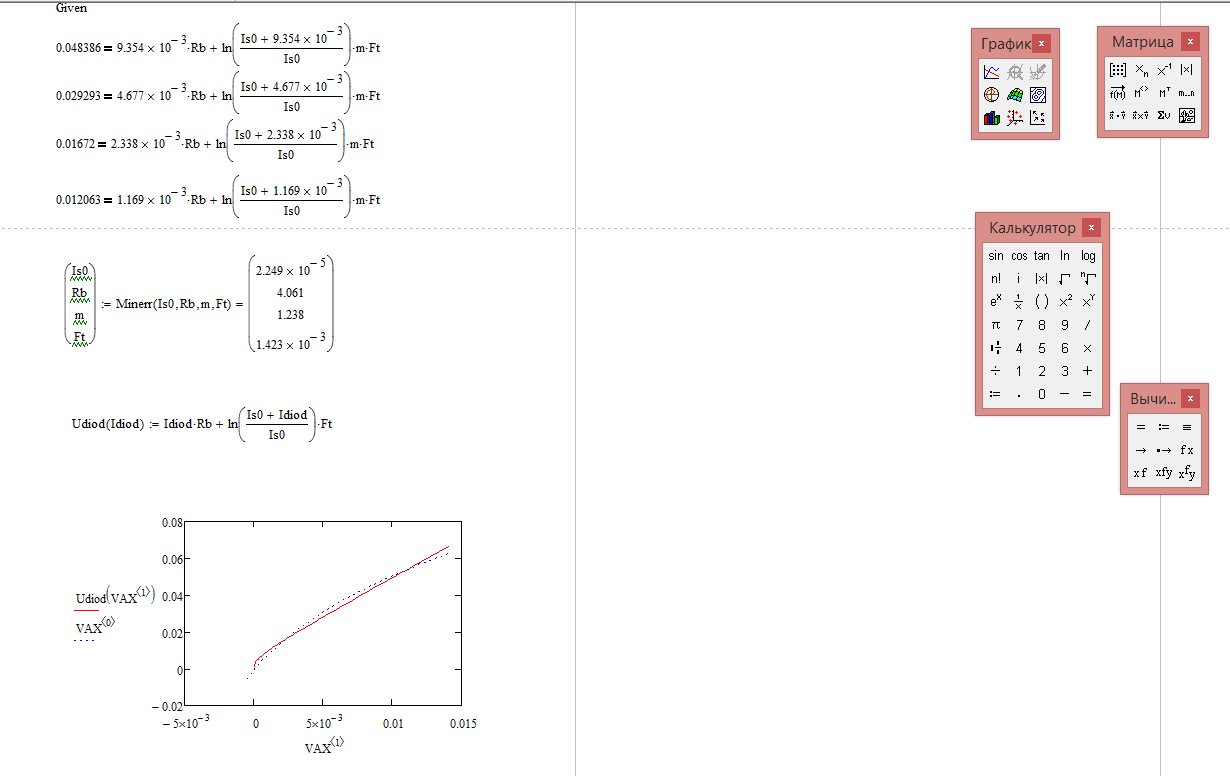 Given
0.048386 = 9.354 × 10^-3·Rb + ln((Is0 + 9.354 × 10^-3)/Is0)·m·Ft
0.029293 = 4.677 × 10^-3·Rb + ln((Is0 + 4.677 × 10^-3)/Is0)·m·Ft
0.01672 = 2.338 × 10^-3·Rb + ln((Is0 + 2.338 × 10^-3)/Is0)·m·Ft
0.012063 = 1.169 × 10^-3·Rb + ln((Is0 + 1.169 × 10^-3)/Is0)·m·Ft
(Is0 Rb m Ft) := Minerr(Is0,Rb,m,Ft) = (2.249 × 10^-5 4.061 1.238 1.423 × 10^-3)
Udiod(Idiod) := Idiod·Rb + ln((Is0 + Idiod)/Is0)·Ft
0.08
0.06
0.04
0.02
0
−0.02
Udiod(VAX^⟨1⟩)
VAX^⟨0⟩
−5×10^-3 0 5×10^-3 0.01 0.015
VAX^⟨1⟩
График x
Матрица x
[⋮⋮⋮] Xn X^-1 |x|
f(M) M^<> M^T m..n
x·y x×y Σu
Калькулятор x
sin cos tan ln log
n! i |x| √ n√
e^x 1/x ( ) x² x^Y
π 7 8 9 /
4 5 6 ×
÷ 1 2 3 +
:= . 0 − =
Вычи... x
= := ≡
→ ▪→ fx
xf xfy x^f y